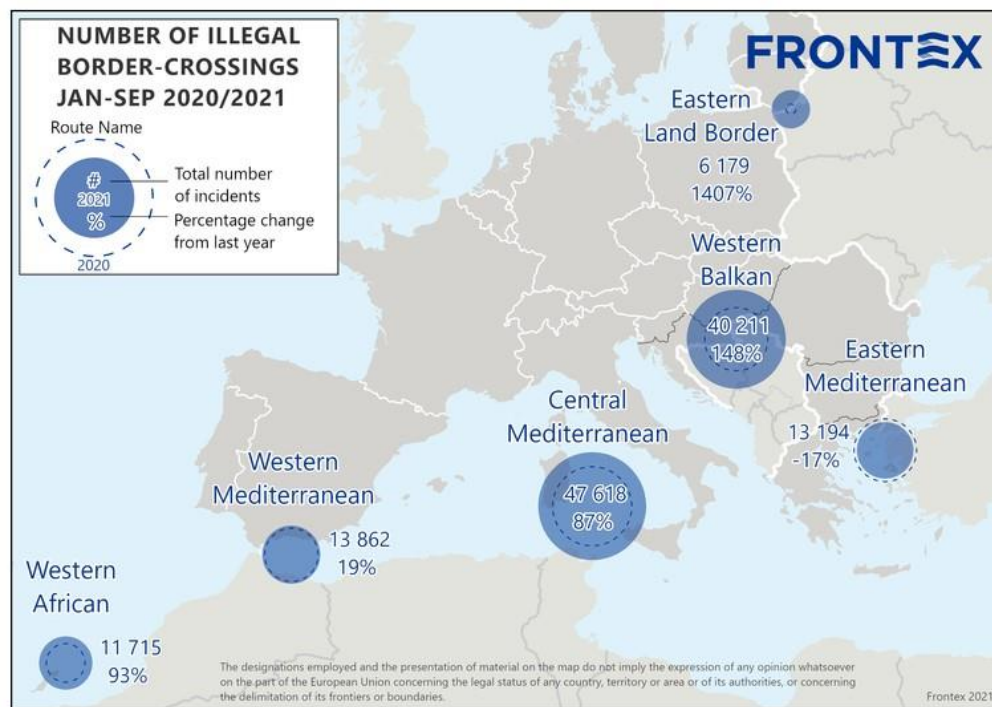 NUMBER OF ILLEGAL
BORDER-CROSSINGS
JAN-SEP 2020/2021
Route Name
#
2021
%
Total number
of incidents
Percentage change
from last year
2020
FRONTEX
Eastern
Land Border
6 179
1407%
Western
Balkan
40 211
148%
Eastern
Mediterranean
13 194
-17%
Central
Mediterranean
47 618
87%
Western
Mediterranean
13 862
19%
Western
African
11 715
93%
The designations employed and the presentation of material on the map do not imply the expression of any opinion whatsoever
on the part of the European Union concerning the legal status of any country, territory or area or of its authorities, or concerning
the delimitation of its frontiers or boundaries.
Frontex 2021